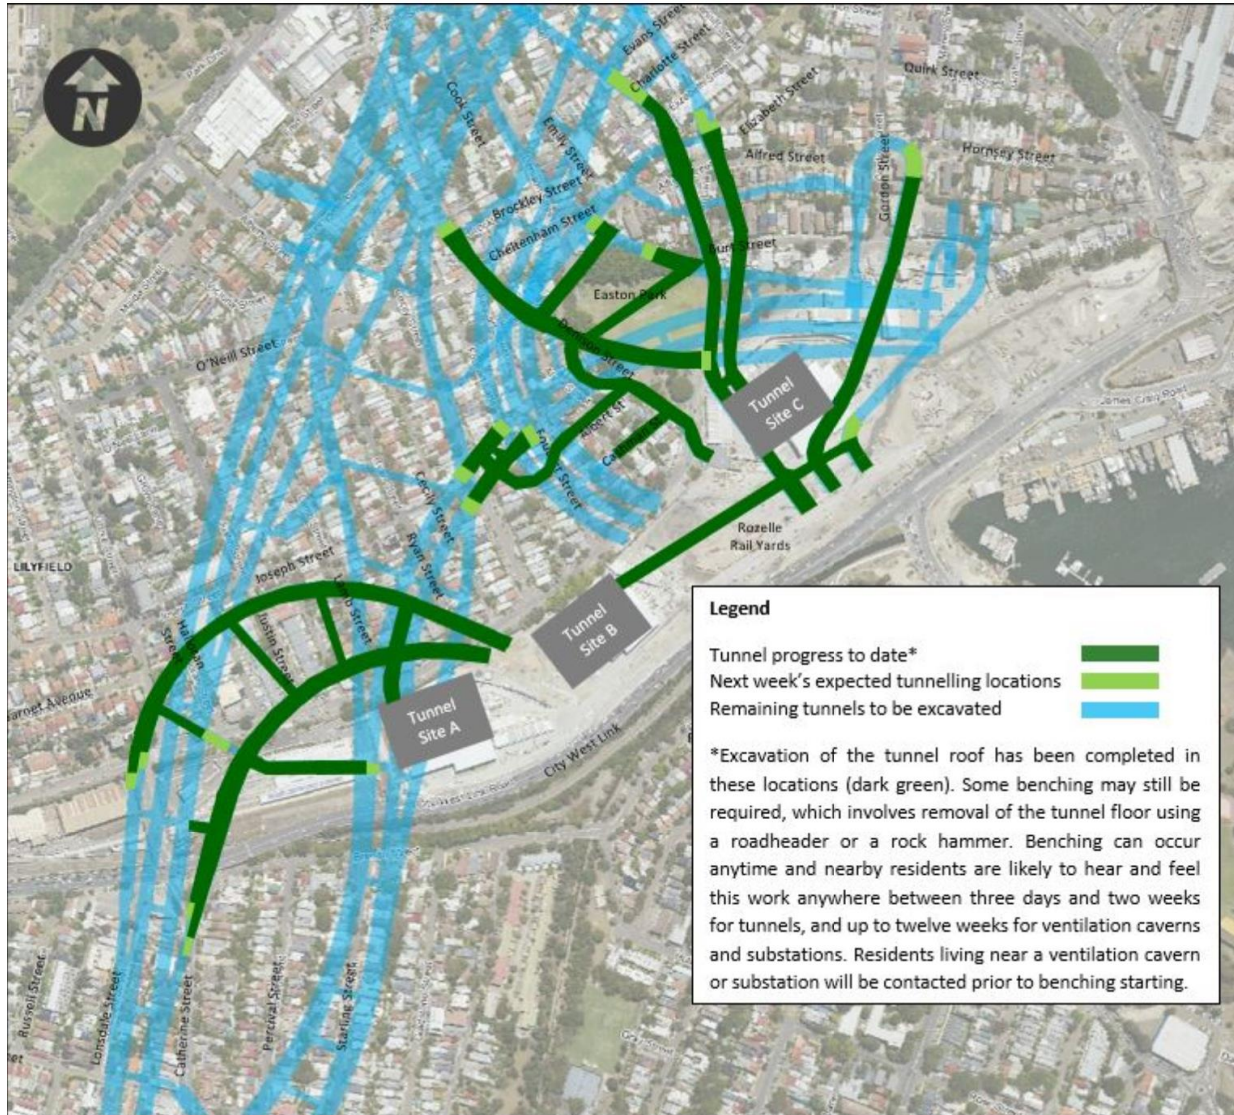 Evans Street
Charlotte Street
Quirk Street
Cook Street
Emily Street
Elizabeth Street
Alfred Street
Hornsey Street
Gordon Street
N
Brockley Street
Cheltenham Street
Burt Street
Easton Park
Denison Street
O'Neill Street
Tunnel
Site C
James Craig Road
Albert St
Cecily Street
Ryan Street
Rozelle
Rail Yards
LILYFIELD
Joseph Street
Lamb Street
Justin Street
Halloran
Street
Tunnel
Site B
Tunnel
Site A
City West Link
Russell Street
Lonsdale Street
Catherine Street
Percival Street
Starling Street
Legend
Tunnel progress to date*
Next week's expected tunnelling locations
Remaining tunnels to be excavated
*Excavation of the tunnel roof has been completed in
these locations (dark green). Some benching may still be
required, which involves removal of the tunnel floor using
a roadheader or a rock hammer. Benching can occur
anytime and nearby residents are likely to hear and feel
this work anywhere between three days and two weeks
for tunnels, and up to twelve weeks for ventilation caverns
and substations. Residents living near a ventilation cavern
or substation will be contacted prior to benching starting.